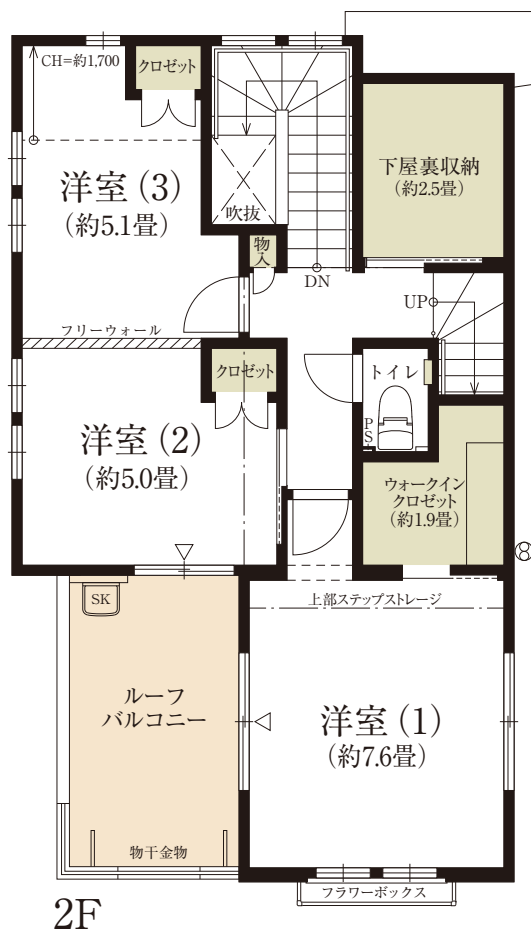 CH=約1,700
クロゼット
洋室(3)
(約5.1畳)
吹抜
物入
DN
下屋裏収納
(約2.5畳)
UP
フリーウォール
クロゼット
トイレ
PS
洋室(2)
(約5.0畳)
ウォークイン
クロゼット
(約1.9畳)
⑧
SK
上部ステップストレージ
ルーフ
バルコニー
洋室(1)
(約7.6畳)
物干金物
フラワーボックス
2F